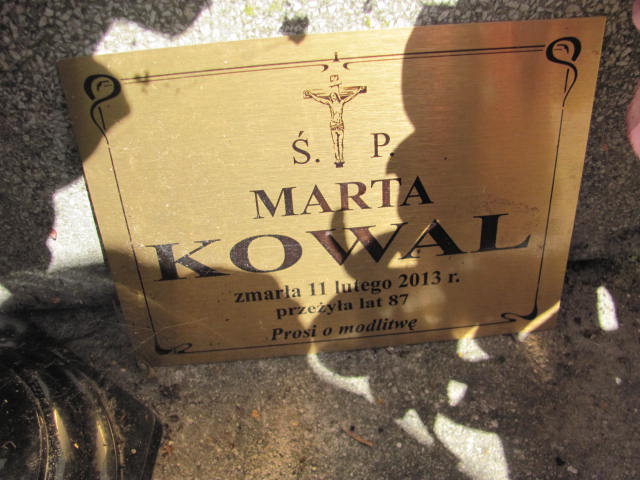 Ś. P.
MARTA
KOWAL
zmarła 11 lutego 2013 r.
przeżyła lat 87
Prosi o modlitwę